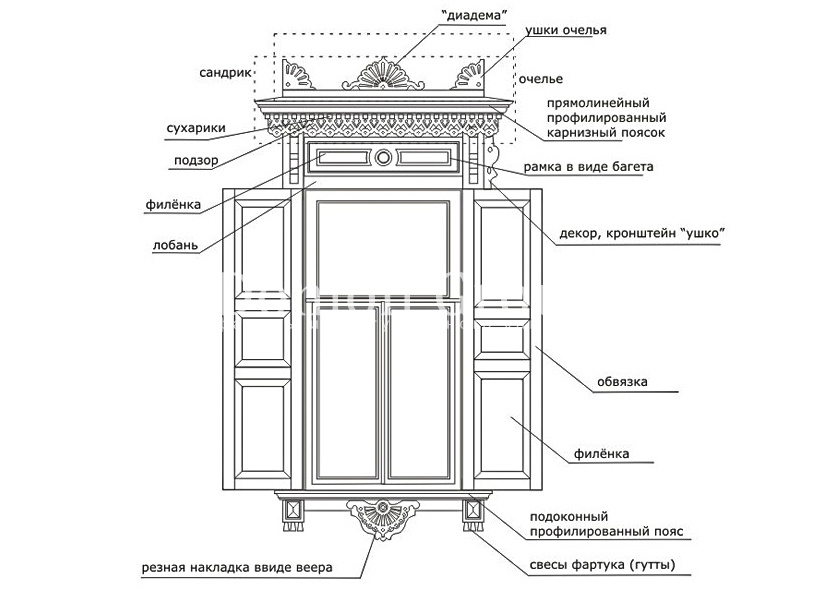 “диадема”
ушки очелья
сандрик
очелье
прямолинейный
профилированный
карнизный поясок
сухарики
подзор
рамка в виде багета
филёнка
декор, кронштейн “ушко”
лобань
обвязка
филёнка
подоконный
профилированный пояс
резная накладка ввиде веера
свесы фартука (гутты)